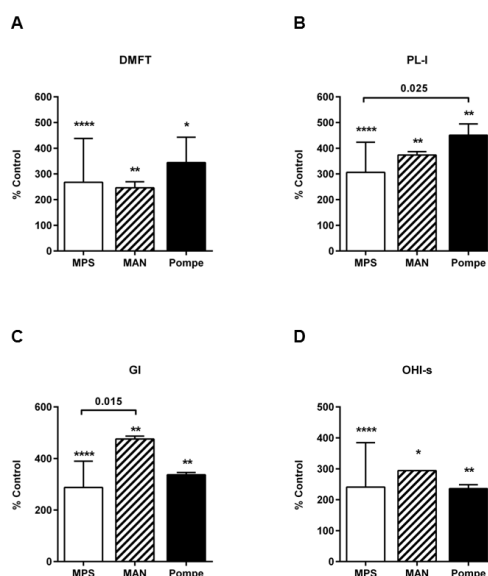 A
DMFT
% Control
600
500
400
300
200
100
0
****
**
*
MPS MAN Pompe
B
PL-I
% Control
600
500
400
300
200
100
0
0.025
****
**
**
MPS MAN Pompe
C
GI
% Control
600
400
200
0
0.015
****
**
**
MPS MAN Pompe
D
OHI-s
% Control
500
400
300
200
100
0
****
*
**
MPS MAN Pompe